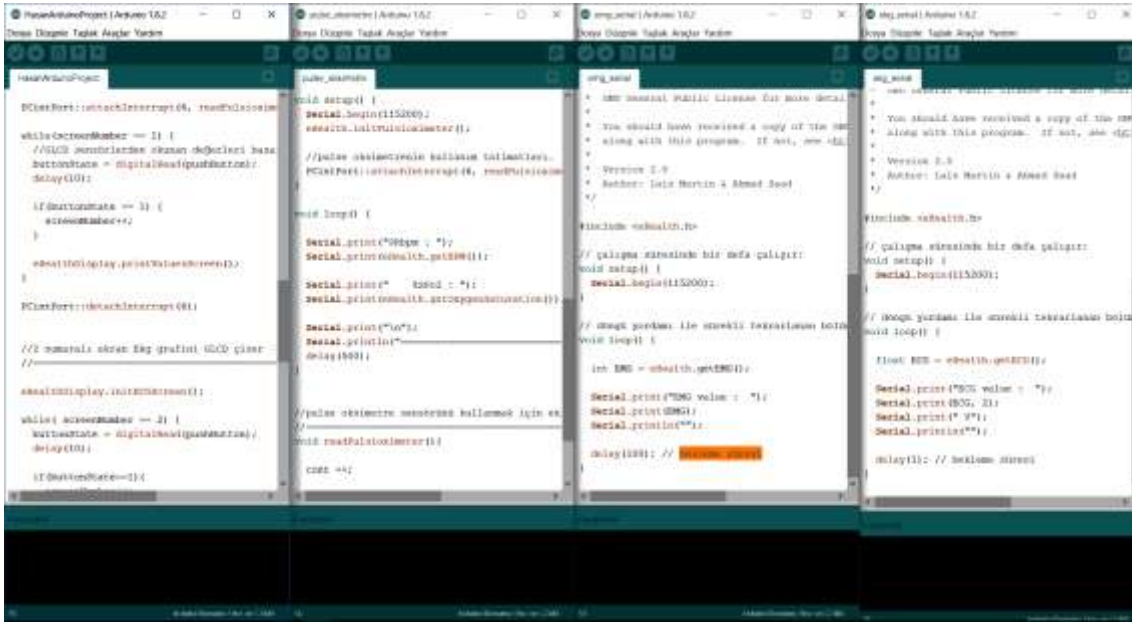 HasanArduinoProject | Arduino 1.8.2
Dosya Düzenle Taslak Araçlar Yardım
HasanArduinoProject
PCintPort::attachInterrupt(6, readPulsioxime
while(screenNumber == 1) {
//GLCD sensörlerden okunan değerleri basa
buttonState = digitalRead(pushButton);
delay(10);
if(buttonState == 1) {
screenNumber++;
}
eHealthDisplay.printValuesScreen();
}
PCintPort::detachInterrupt(6);
//2 numaralı ekran Ekg grafini GLCD çizer
//
eHealthDisplay.initECGScreen();
while( screenNumber == 2) {
buttonState = digitalRead(pushButton);
delay(10);
if(buttonState==1){
pulse_oksimetre | Arduino 1.8.2
Dosya Düzenle Taslak Araçlar Yardım
pulse_oksimetre
void setup() {
Serial.begin(115200);
eHealth.initPulsioximeter();
//pulse oksimetrenin kullanım talimatları.
PCintPort::attachInterrupt(6, readPulsioxime
}
void loop() {
Serial.print("PRbpm : ");
Serial.print(eHealth.getBPM());
Serial.print(" %SPo2 : ");
Serial.print(eHealth.getOxygenSaturation())
Serial.print("\n");
Serial.println("
delay(500);
}
//pulse oksimetre sensörünü kullanmak için ek
//
void readPulsioximeter(){
cont ++;
emg_serial | Arduino 1.8.2
Dosya Düzenle Taslak Araçlar Yardım
emg_serial
* GNU General Public License for more detai
*
* You should have received a copy of the GNU
* along with this program. If not, see <ht
*
* Version 2.0
* Author: Luis Martin & Ahmad Saad
*/
#include <eHealth.h>
// çalışma süresinde bir defa çalışır:
void setup() {
Serial.begin(115200);
}
// döngü yordamı ile sürekli tekrarlanan bölü
void loop() {
int EMG = eHealth.getEMG();
Serial.print("EMG value : ");
Serial.print(EMG);
Serial.println("");
delay(100); // bekleme süresi
}
ekg_serial | Arduino 1.8.2
Dosya Düzenle Taslak Araçlar Yardım
ekg_serial
* GNU General Public License for more detai
*
* You should have received a copy of the GNU
* along with this program. If not, see <ht
*
* Version 2.0
* Author: Luis Martin & Ahmad Saad
*/
#include <eHealth.h>
// çalışma süresinde bir defa çalışır:
void setup() {
Serial.begin(115200);
}
// döngü yordamı ile sürekli tekrarlanan bölü
void loop() {
float ECG = eHealth.getECG();
Serial.print("ECG value : ");
Serial.print(ECG, 2);
Serial.print(" V");
Serial.println("");
delay(1); // bekleme süresi
}